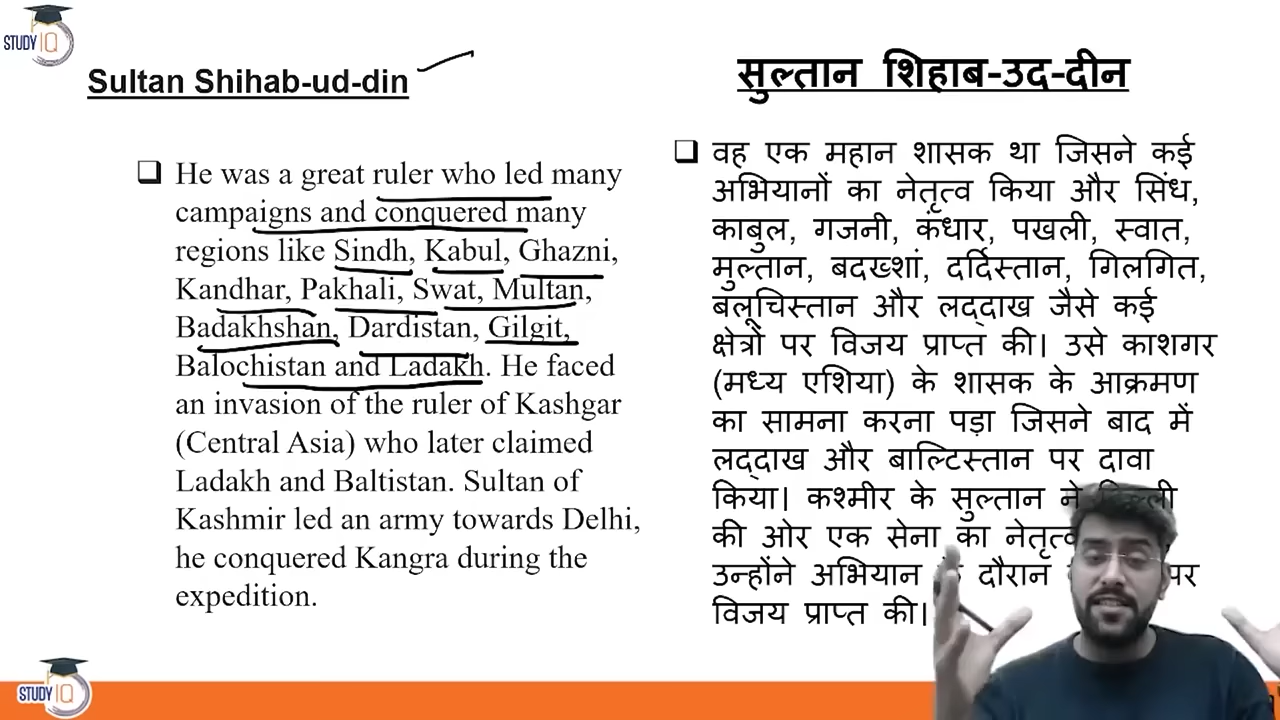 STUDY IQ
Sultan Shihab-ud-din
He was a great ruler who led many
campaigns and conquered many
regions like Sindh, Kabul, Ghazni,
Kandhar, Pakhali, Swat, Multan,
Badakhshan, Dardistan, Gilgit,
Balochistan and Ladakh. He faced
an invasion of the ruler of Kashgar
(Central Asia) who later claimed
Ladakh and Baltistan. Sultan of
Kashmir led an army towards Delhi,
he conquered Kangra during the
expedition.
सुल्तान शिहाब-उद-दीन
वह एक महान शासक था जिसने कई
अभियानों का नेतृत्व किया और सिंध,
काबुल, गजनी, कंधार, पखली, स्वात,
मुल्तान, बदख्शां, दर्दिस्तान, गिलगित,
बलूचिस्तान और लद्दाख जैसे कई
क्षेत्रों पर विजय प्राप्त की। उसे काशगर
(मध्य एशिया) के शासक के आक्रमण
का सामना करना पड़ा जिसने बाद में
लद्दाख और बाल्टिस्तान पर दावा
किया। कश्मीर के सुल्तान ने
की ओर एक सेना का
उन्होंने अभियान दौरान पर
विजय प्राप्त की।
STUDY IQ